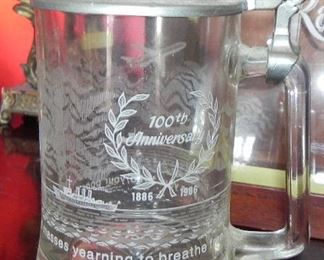 100th
Anniversary
1886 1986
masses yearning to breathe